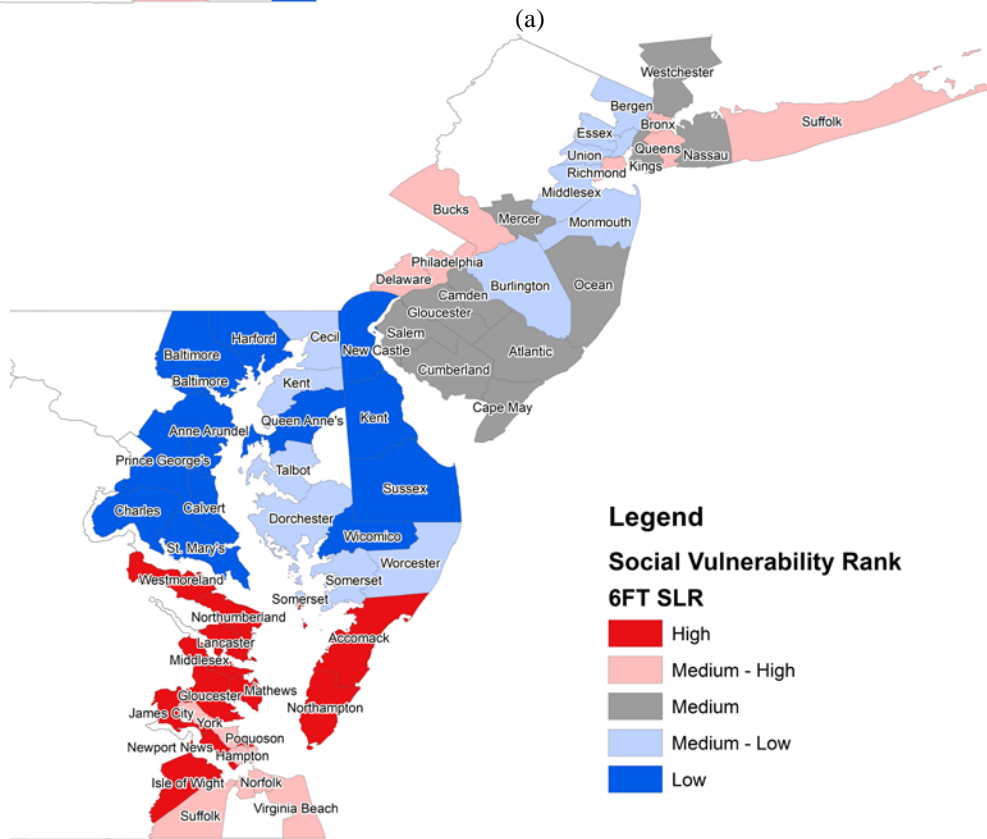 (a)
Westchester
Bergen
Suffolk
Bronx
Essex
Queens
Nassau
Union
Kings
Richmond
Middlesex
Bucks
Mercer
Monmouth
Philadelphia
Delaware
Burlington
Ocean
Camden
Gloucester
Salem
Cecil
Harford
New Castle
Atlantic
Baltimore
Cumberland
Baltimore
Kent
Cape May
Queen Anne's
Kent
Anne Arundel
Prince George's
Talbot
Sussex
Charles
Calvert
Dorchester
Wicomico
St. Mary's
Worcester
Westmoreland
Somerset
Somerset
Northumberland
Accomack
Lancaster
Middlesex
Mathews
Gloucester
Northampton
James City
York
Poquoson
Newport News
Hampton
Isle of Wight
Norfolk
Virginia Beach
Suffolk
Legend
Social Vulnerability Rank
6FT SLR
High
Medium - High
Medium
Medium - Low
Low